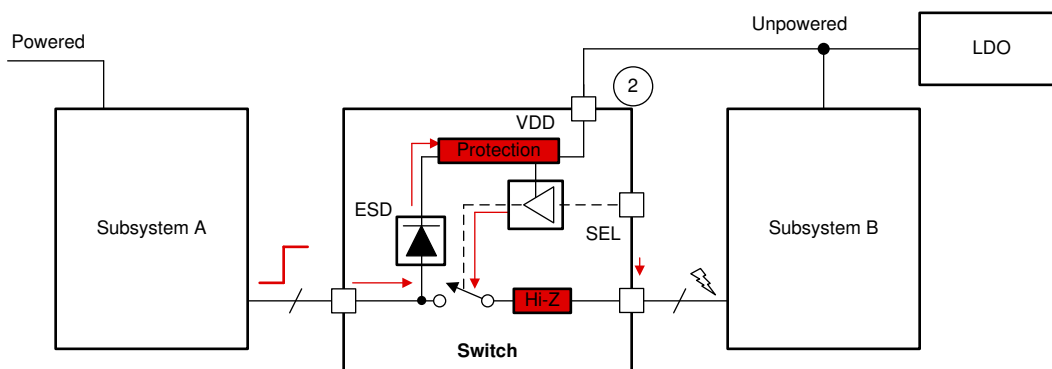 Powered
Unpowered
LDO
2
VDD
Protection
Subsystem A
ESD
SEL
Subsystem B
Hi-Z
Switch